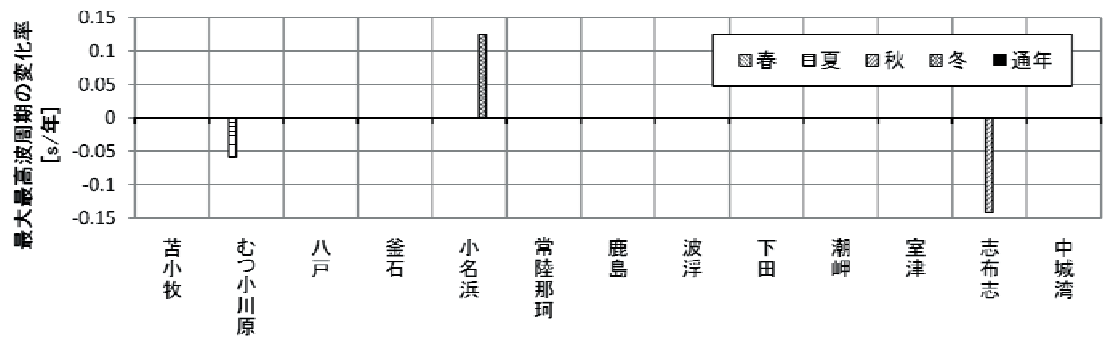 最大最高波周期の変化率
[s/年]
0.15
0.1
0.05
0
-0.05
-0.1
-0.15
春 夏 秋 冬 通年
苫小牧
むつ小川原
八戸
釜石
小名浜
常陸那珂
鹿島
波浮
下田
潮岬
室津
志布志
中城湾